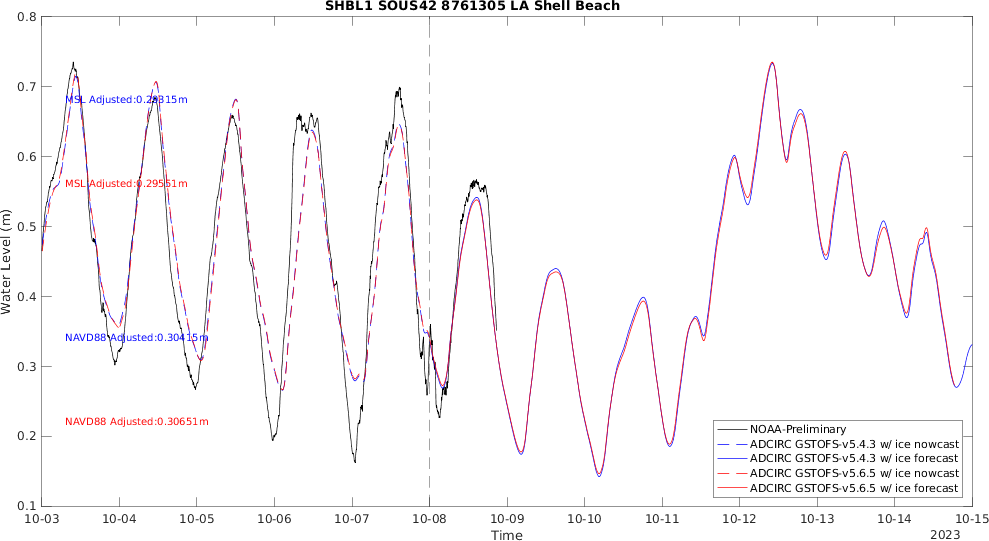 SHBL1 SOUS42 8761305 LA Shell Beach
0.8
0.7
0.6
0.5
0.4
0.3
0.2
0.1
Water Level (m)
MSL Adjusted:0.28315m
MSL Adjusted:0.29551m
NAVD88 Adjusted:0.30415m
NAVD88 Adjusted:0.30651m
NOAA-Preliminary
ADCIRC GSTOFS-v5.4.3 w/ ice nowcast
ADCIRC GSTOFS-v5.4.3 w/ ice forecast
ADCIRC GSTOFS-v5.6.5 w/ ice nowcast
ADCIRC GSTOFS-v5.6.5 w/ ice forecast
10-03 10-04 10-05 10-06 10-07 10-08 10-09 10-10 10-11 10-12 10-13 10-14 10-15
Time
2023